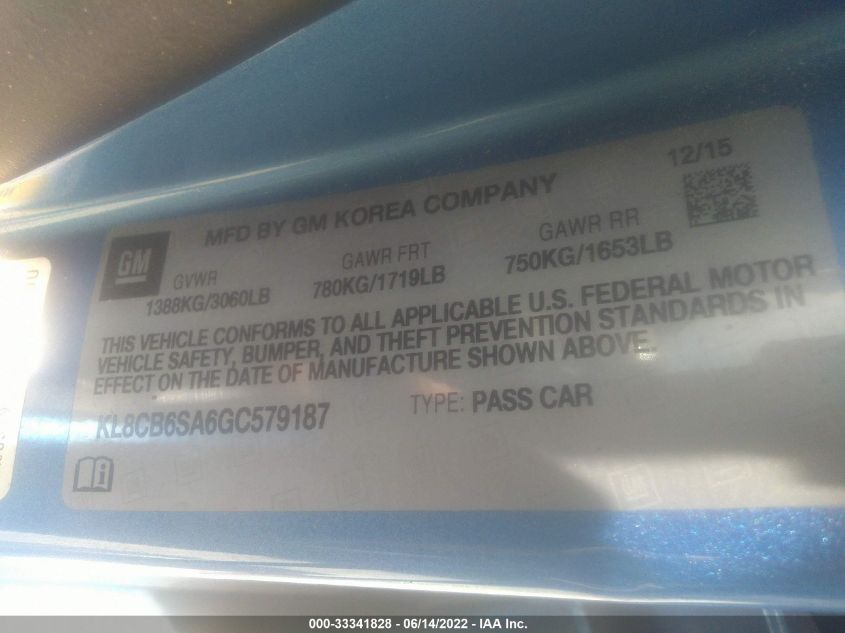 12/15
MFD BY GM KOREA COMPANY
GM
GVWR GAWR FRT GAWR RR
1388KG/3060LB 780KG/1719LB 750KG/1653LB
THIS VEHICLE CONFORMS TO ALL APPLICABLE U.S. FEDERAL MOTOR
VEHICLE SAFETY, BUMPER, AND THEFT PREVENTION STANDARDS IN
EFFECT ON THE DATE OF MANUFACTURE SHOWN ABOVE.
KL8CB6SA6GC579187 TYPE: PASS CAR
000-33341828 - 06/14/2022 - IAA Inc.